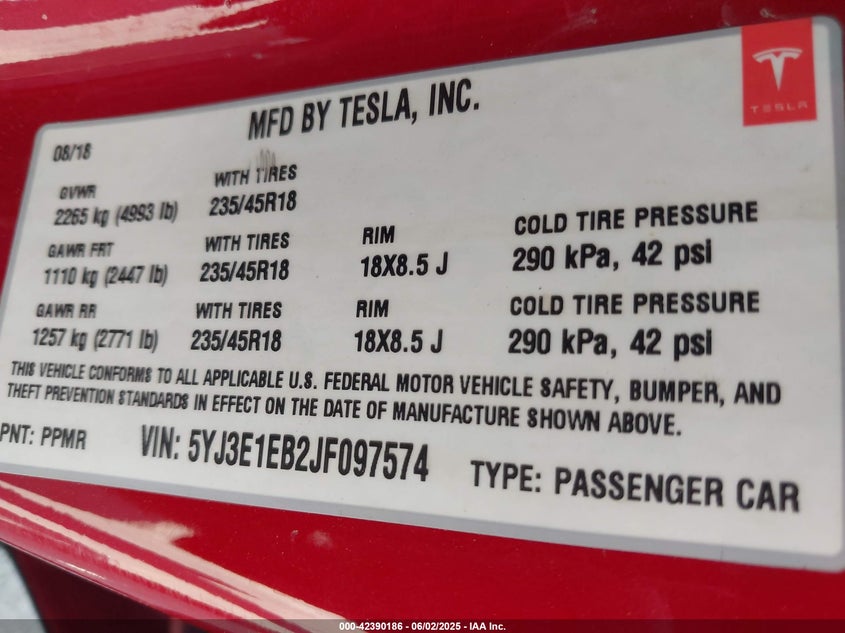 TESLA
MFD BY TESLA, INC.
08/18
GVWR WITH TIRES
2265 kg (4993 lb) 235/45R18
GAWR FRT WITH TIRES RIM COLD TIRE PRESSURE
1110 kg (2447 lb) 235/45R18 18X8.5 J 290 kPa, 42 psi
GAWR RR WITH TIRES RIM COLD TIRE PRESSURE
1257 kg (2771 lb) 235/45R18 18X8.5 J 290 kPa, 42 psi
THIS VEHICLE CONFORMS TO ALL APPLICABLE U.S. FEDERAL MOTOR VEHICLE SAFETY, BUMPER, AND
THEFT PREVENTION STANDARDS IN EFFECT ON THE DATE OF MANUFACTURE SHOWN ABOVE.
PNT: PPMR VIN: 5YJ3E1EB2JF097574 TYPE: PASSENGER CAR
000-42390186 - 06/02/2025 - IAA Inc.